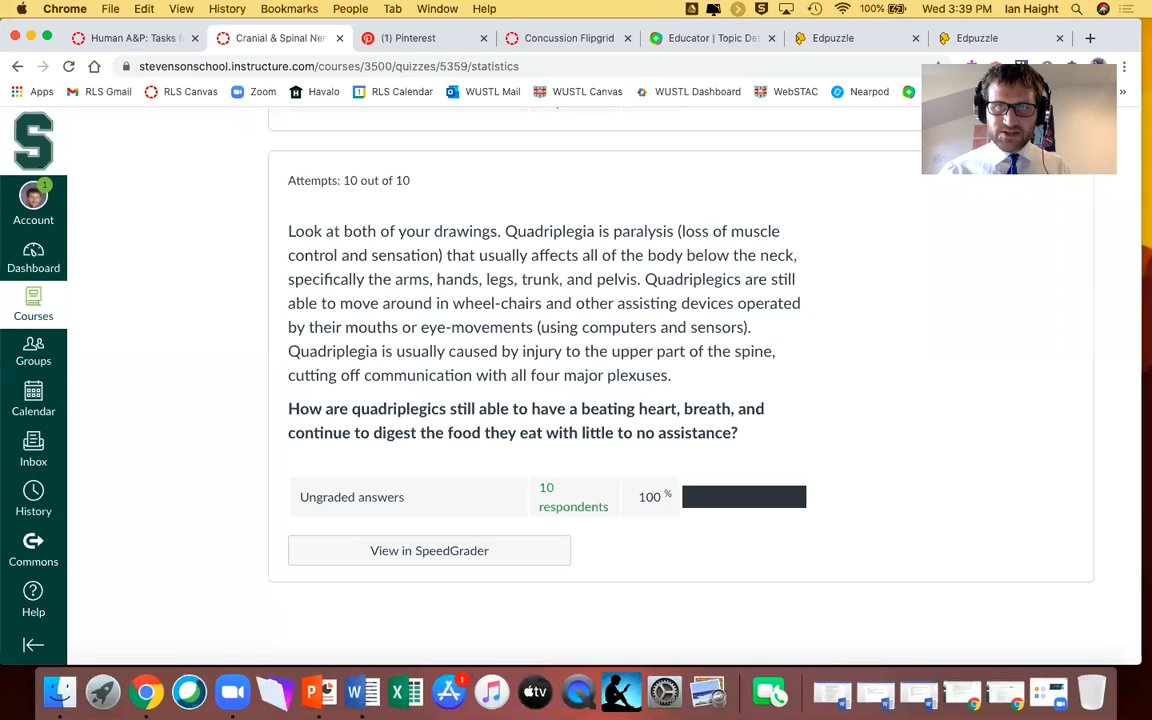 Chrome File Edit View History Bookmarks People Tab Window Help 100% Wed 3:39 PM Ian Haight
Human A&P: Tasks f Cranial & Spinal Ner (1) Pinterest Concussion Flipgrid Educator | Topic De Edpuzzle Edpuzzle
stevensonschool.instructure.com/courses/3500/quizzes/5359/statistics
Apps RLS Gmail RLS Canvas Zoom Havalo RLS Calendar WUSTL Mail WUSTL Canvas WUSTL Dashboard WebSTAC Nearpod »
S
1
Account
Dashboard
Courses
Groups
Calendar
Inbox
History
Commons
Help
Attempts: 10 out of 10
Look at both of your drawings. Quadriplegia is paralysis (loss of muscle
control and sensation) that usually affects all of the body below the neck,
specifically the arms, hands, legs, trunk, and pelvis. Quadriplegics are still
able to move around in wheel-chairs and other assisting devices operated
by their mouths or eye-movements (using computers and sensors).
Quadriplegia is usually caused by injury to the upper part of the spine,
cutting off communication with all four major plexuses.
How are quadriplegics still able to have a beating heart, breath, and
continue to digest the food they eat with little to no assistance?
Ungraded answers 10 respondents 100 %
View in SpeedGrader
1
tv